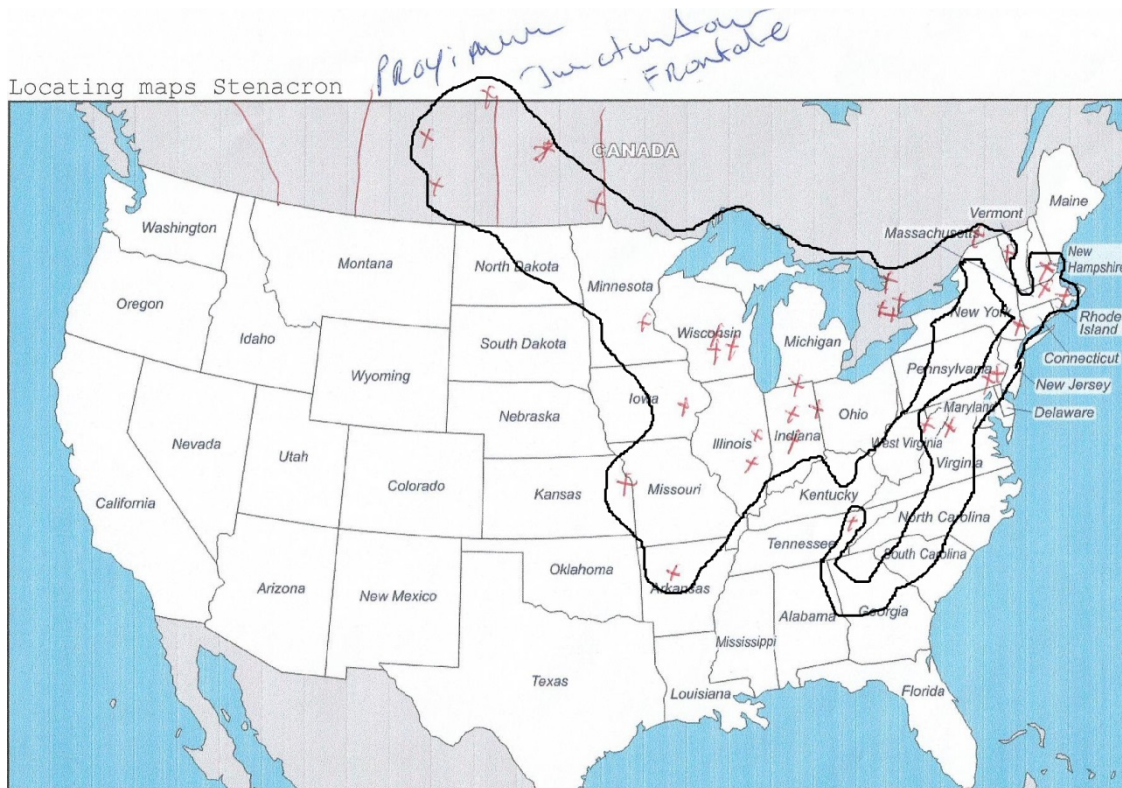 Frontale
Locating maps Stenacron
CANADA
Maine
Vermont
Massachusetts
Washington
New Hampshire
Montana
North Dakota
Minnesota
Oregon
Wisconsin
New York
Rhode Island
Idaho
South Dakota
Michigan
Connecticut
Wyoming
Pennsylvania
New Jersey
Iowa
Nebraska
Ohio
Maryland
Delaware
Nevada
Utah
Illinois
Indiana
West Virginia
Virginia
Colorado
Kansas
Missouri
Kentucky
California
North Carolina
Tennessee
Oklahoma
South Carolina
Arkansas
Arizona
New Mexico
Georgia
Alabama
Mississippi
Texas
Louisiana
Florida